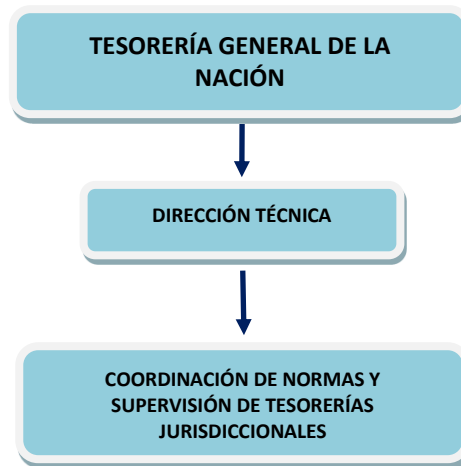 TESORERÍA GENERAL DE LA
NACIÓN
DIRECCIÓN TÉCNICA
COORDINACIÓN DE NORMAS Y
SUPERVISIÓN DE TESORERÍAS
JURISDICCIONALES